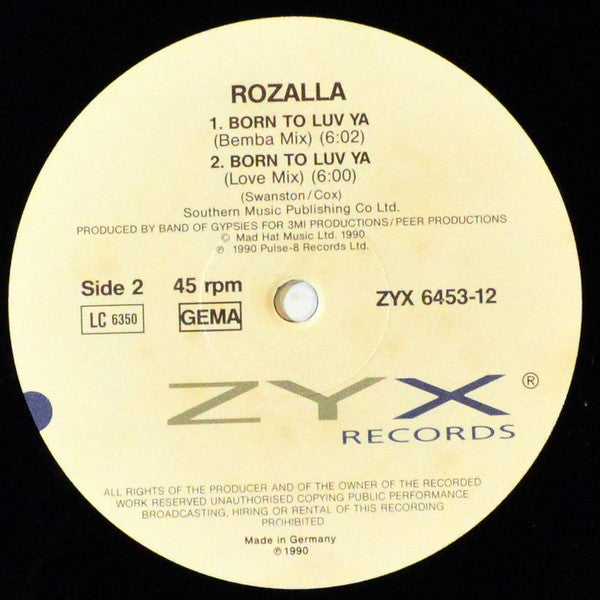 ROZALLA
1. BORN TO LUV YA
(Bemba Mix) (6:02)
2. BORN TO LUV YA
(Love Mix) (6:00)
(Swanston/Cox)
Southern Music Publishing Co Ltd.
PRODUCED BY BAND OF GYPSIES FOR 3MI PRODUCTIONS/PEER PRODUCTIONS
© Mad Hat Music Ltd. 1990
℗ 1990 Pulse-8 Records Ltd.
Side 2 45 rpm ZYX 6453-12
LC 6350 GEMA
ZYX ®
RECORDS
ALL RIGHTS OF THE PRODUCER AND OF THE OWNER OF THE RECORDED
WORK RESERVED UNAUTHORISED COPYING PUBLIC PERFORMANCE
BROADCASTING, HIRING OR RENTAL OF THIS RECORDING
PROHIBITED
Made in Germany
℗ 1990